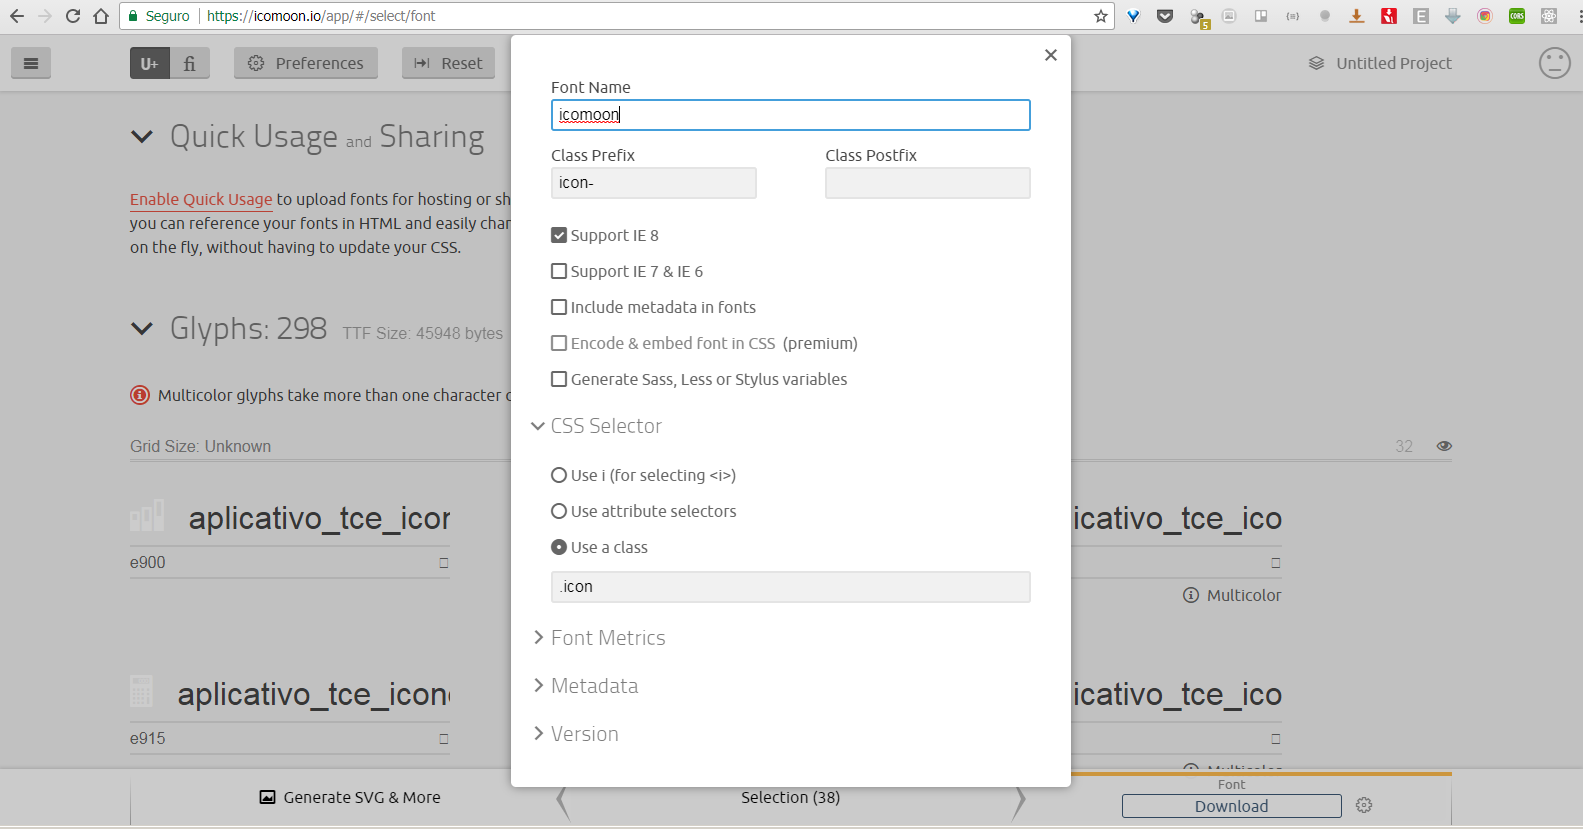 Seguro https://icomoon.io/app/#/select/font
5
E
CORS
U+ fi Preferences Reset
Untitled Project
Quick Usage and Sharing
Enable Quick Usage to upload fonts for hosting or sh
you can reference your fonts in HTML and easily chan
on the fly, without having to update your CSS.
Glyphs: 298 TTF Size: 45948 bytes
Multicolor glyphs take more than one character c
Grid Size: Unknown
32
aplicativo_tce_icon
e900
aplicativo_tce_icon
e915
Font Name
icomoon
Class Prefix Class Postfix
icon-
Support IE 8
Support IE 7 & IE 6
Include metadata in fonts
Encode & embed font in CSS (premium)
Generate Sass, Less or Stylus variables
CSS Selector
Use i (for selecting <i>)
Use attribute selectors
Use a class
.icon
Font Metrics
Metadata
Version
icativo_tce_ico
Multicolor
icativo_tce_ico
Multicolor
Generate SVG & More
Selection (38)
Font
Download